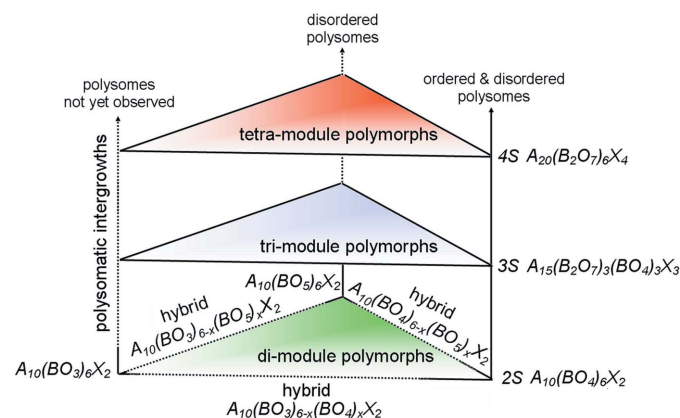 disordered
polysomes
polysomes
not yet observed
ordered & disordered
polysomes
tetra-module polymorphs
4S A₂₀(B₂O₇)₆X₄
polysomatic intergrowths
tri-module polymorphs
3S A₁₅(B₂O₇)₃(BO₄)₃X₃
A₁₀(BO₅)₆X₂
hybrid
A₁₀(BO₃)₆₋ₓ(BO₅)ₓX₂
hybrid
A₁₀(BO₄)₆₋ₓ(BO₅)ₓX₂
di-module polymorphs
A₁₀(BO₃)₆X₂
2S A₁₀(BO₄)₆X₂
hybrid
A₁₀(BO₃)₆₋ₓ(BO₄)ₓX₂